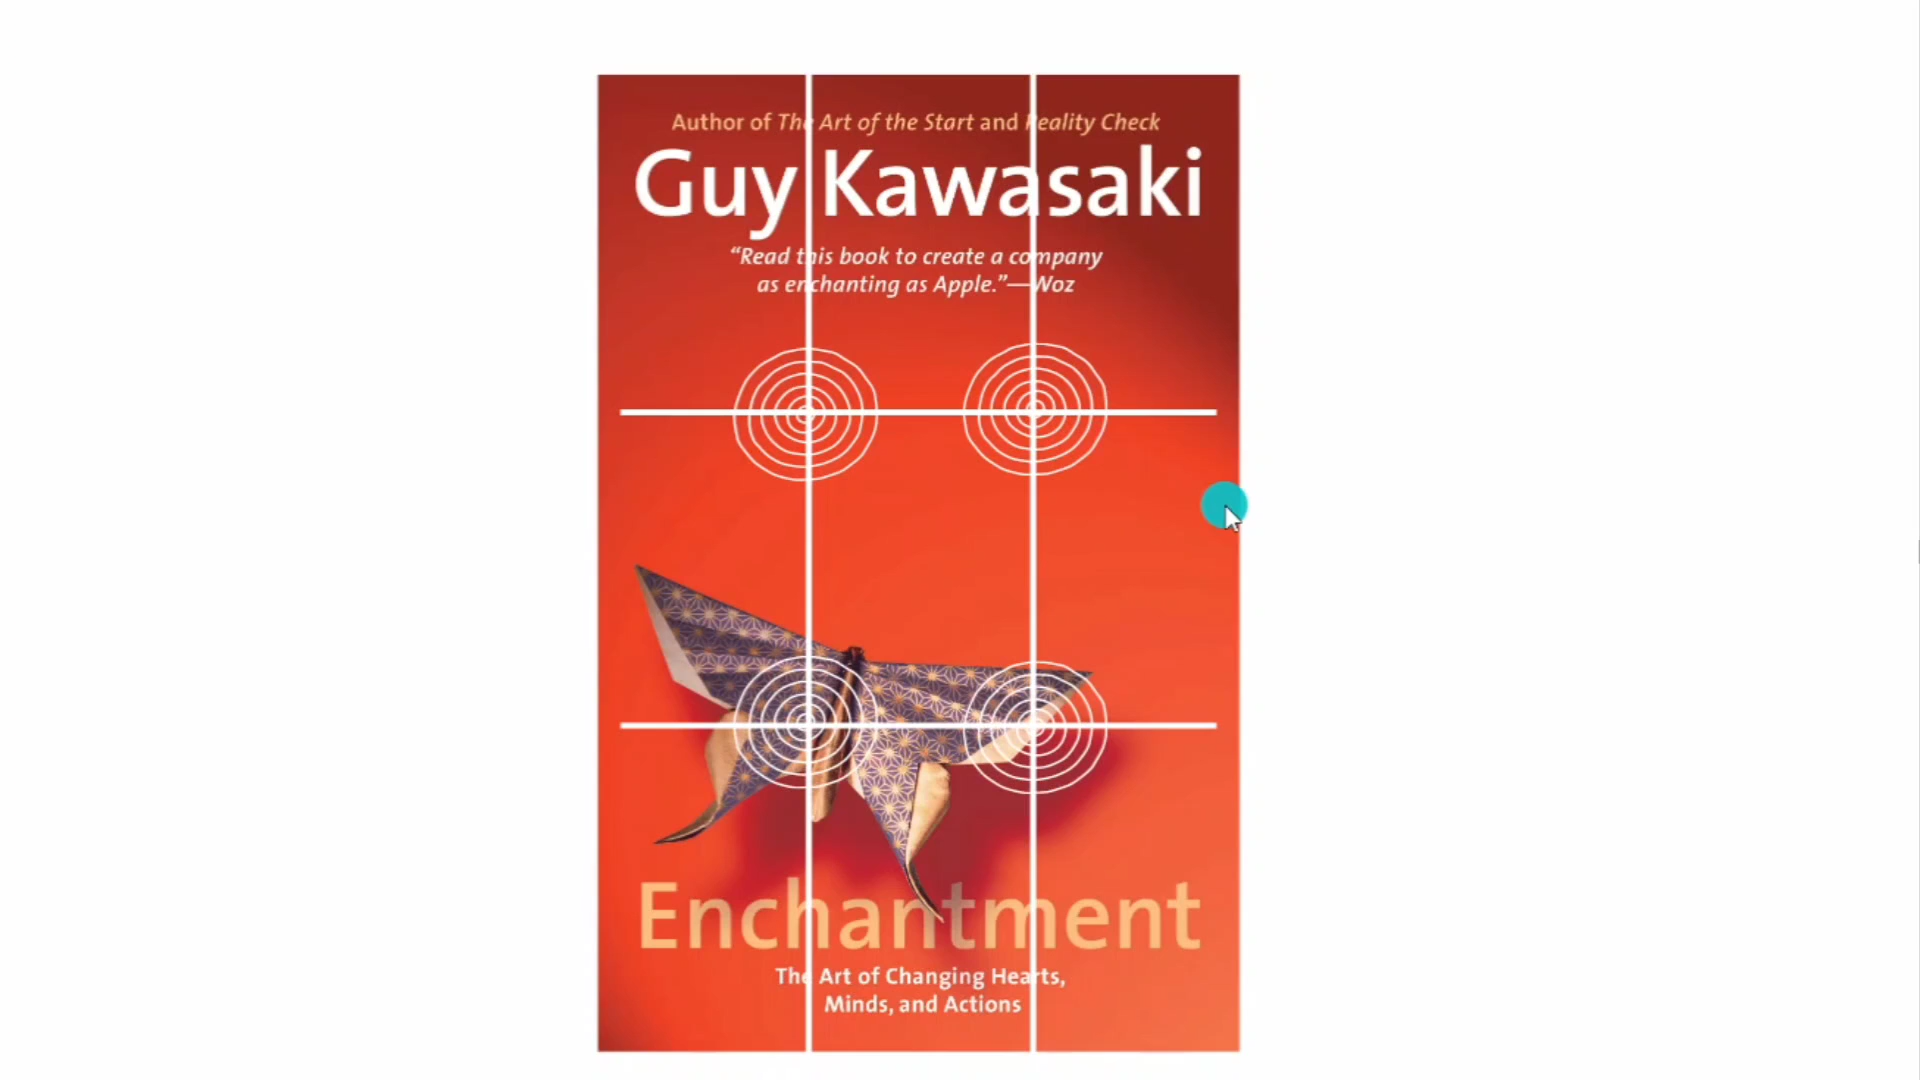 Author of The Art of the Start and Reality Check
Guy Kawasaki
“Read this book to create a company
as enchanting as Apple.”—Woz
Enchantment
The Art of Changing Hearts,
Minds, and Actions